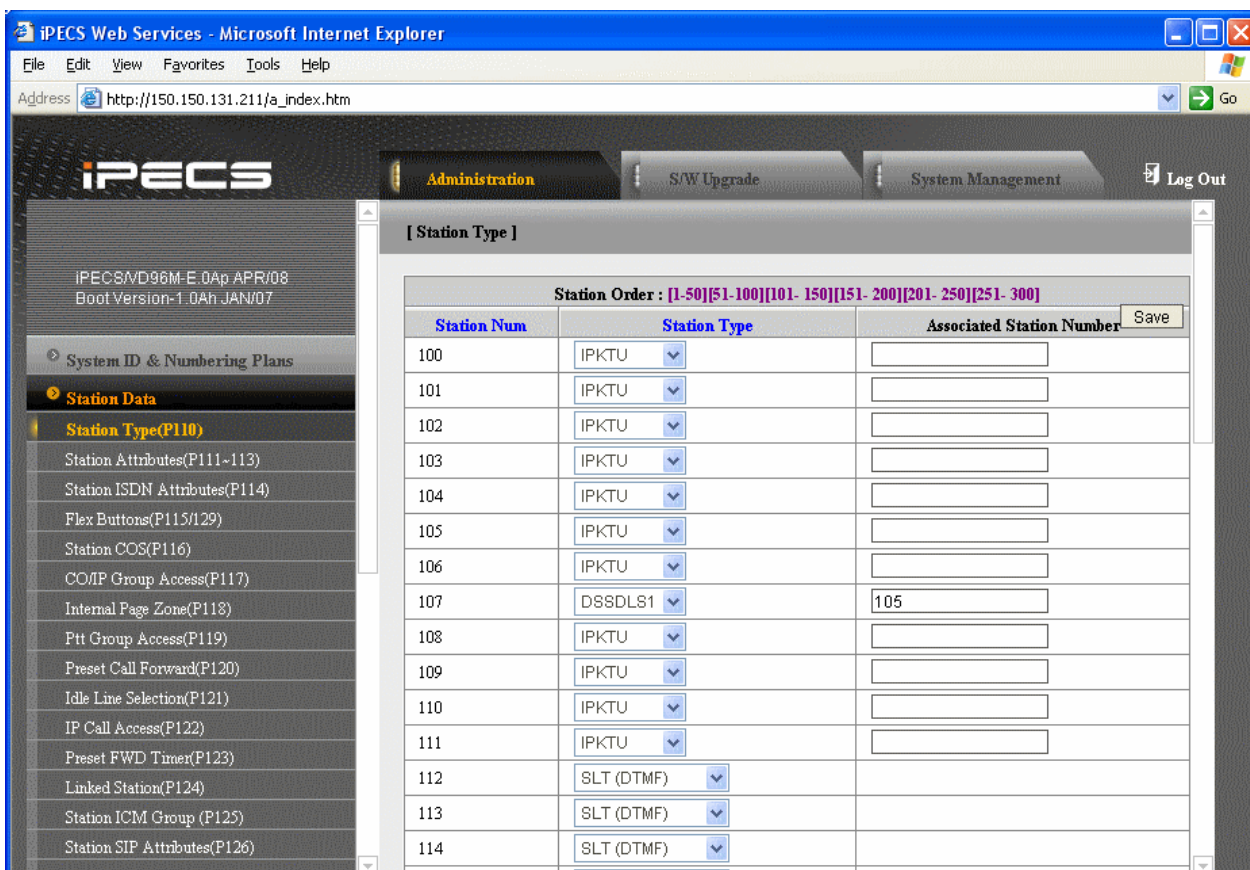 iPECS Web Services - Microsoft Internet Explorer
File Edit View Favorites Tools Help
Address http://150.150.131.211/a_index.htm Go
iPECS
Administration S/W Upgrade System Management Log Out
[ Station Type ]
iPECS/VD96M-E.0Ap APR/08
Boot Version-1.0Ah JAN/07
Station Order : [1-50][51-100][101- 150][151- 200][201- 250][251- 300]
Save
Station Num Station Type Associated Station Number
System ID & Numbering Plans
Station Data
Station Type(P110)
Station Attributes(P111~113)
Station ISDN Attributes(P114)
Flex Buttons(P115/129)
Station COS(P116)
CO/IP Group Access(P117)
Internal Page Zone(P118)
Ptt Group Access(P119)
Preset Call Forward(P120)
Idle Line Selection(P121)
IP Call Access(P122)
Preset FWD Timer(P123)
Linked Station(P124)
Station ICM Group (P125)
Station SIP Attributes(P126)
100 IPKTU
101 IPKTU
102 IPKTU
103 IPKTU
104 IPKTU
105 IPKTU
106 IPKTU
107 DSSDLS1 105
108 IPKTU
109 IPKTU
110 IPKTU
111 IPKTU
112 SLT (DTMF)
113 SLT (DTMF)
114 SLT (DTMF)